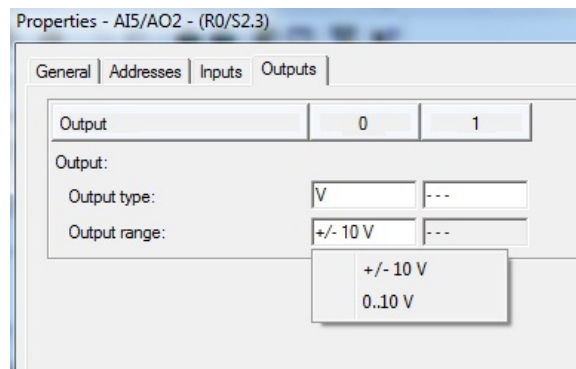 Properties - AI5/AO2 - (R0/S2.3)
General Addresses Inputs Outputs
Output 0 1
Output:
Output type: V ---
Output range: +/- 10 V ---
+/- 10 V
0..10 V